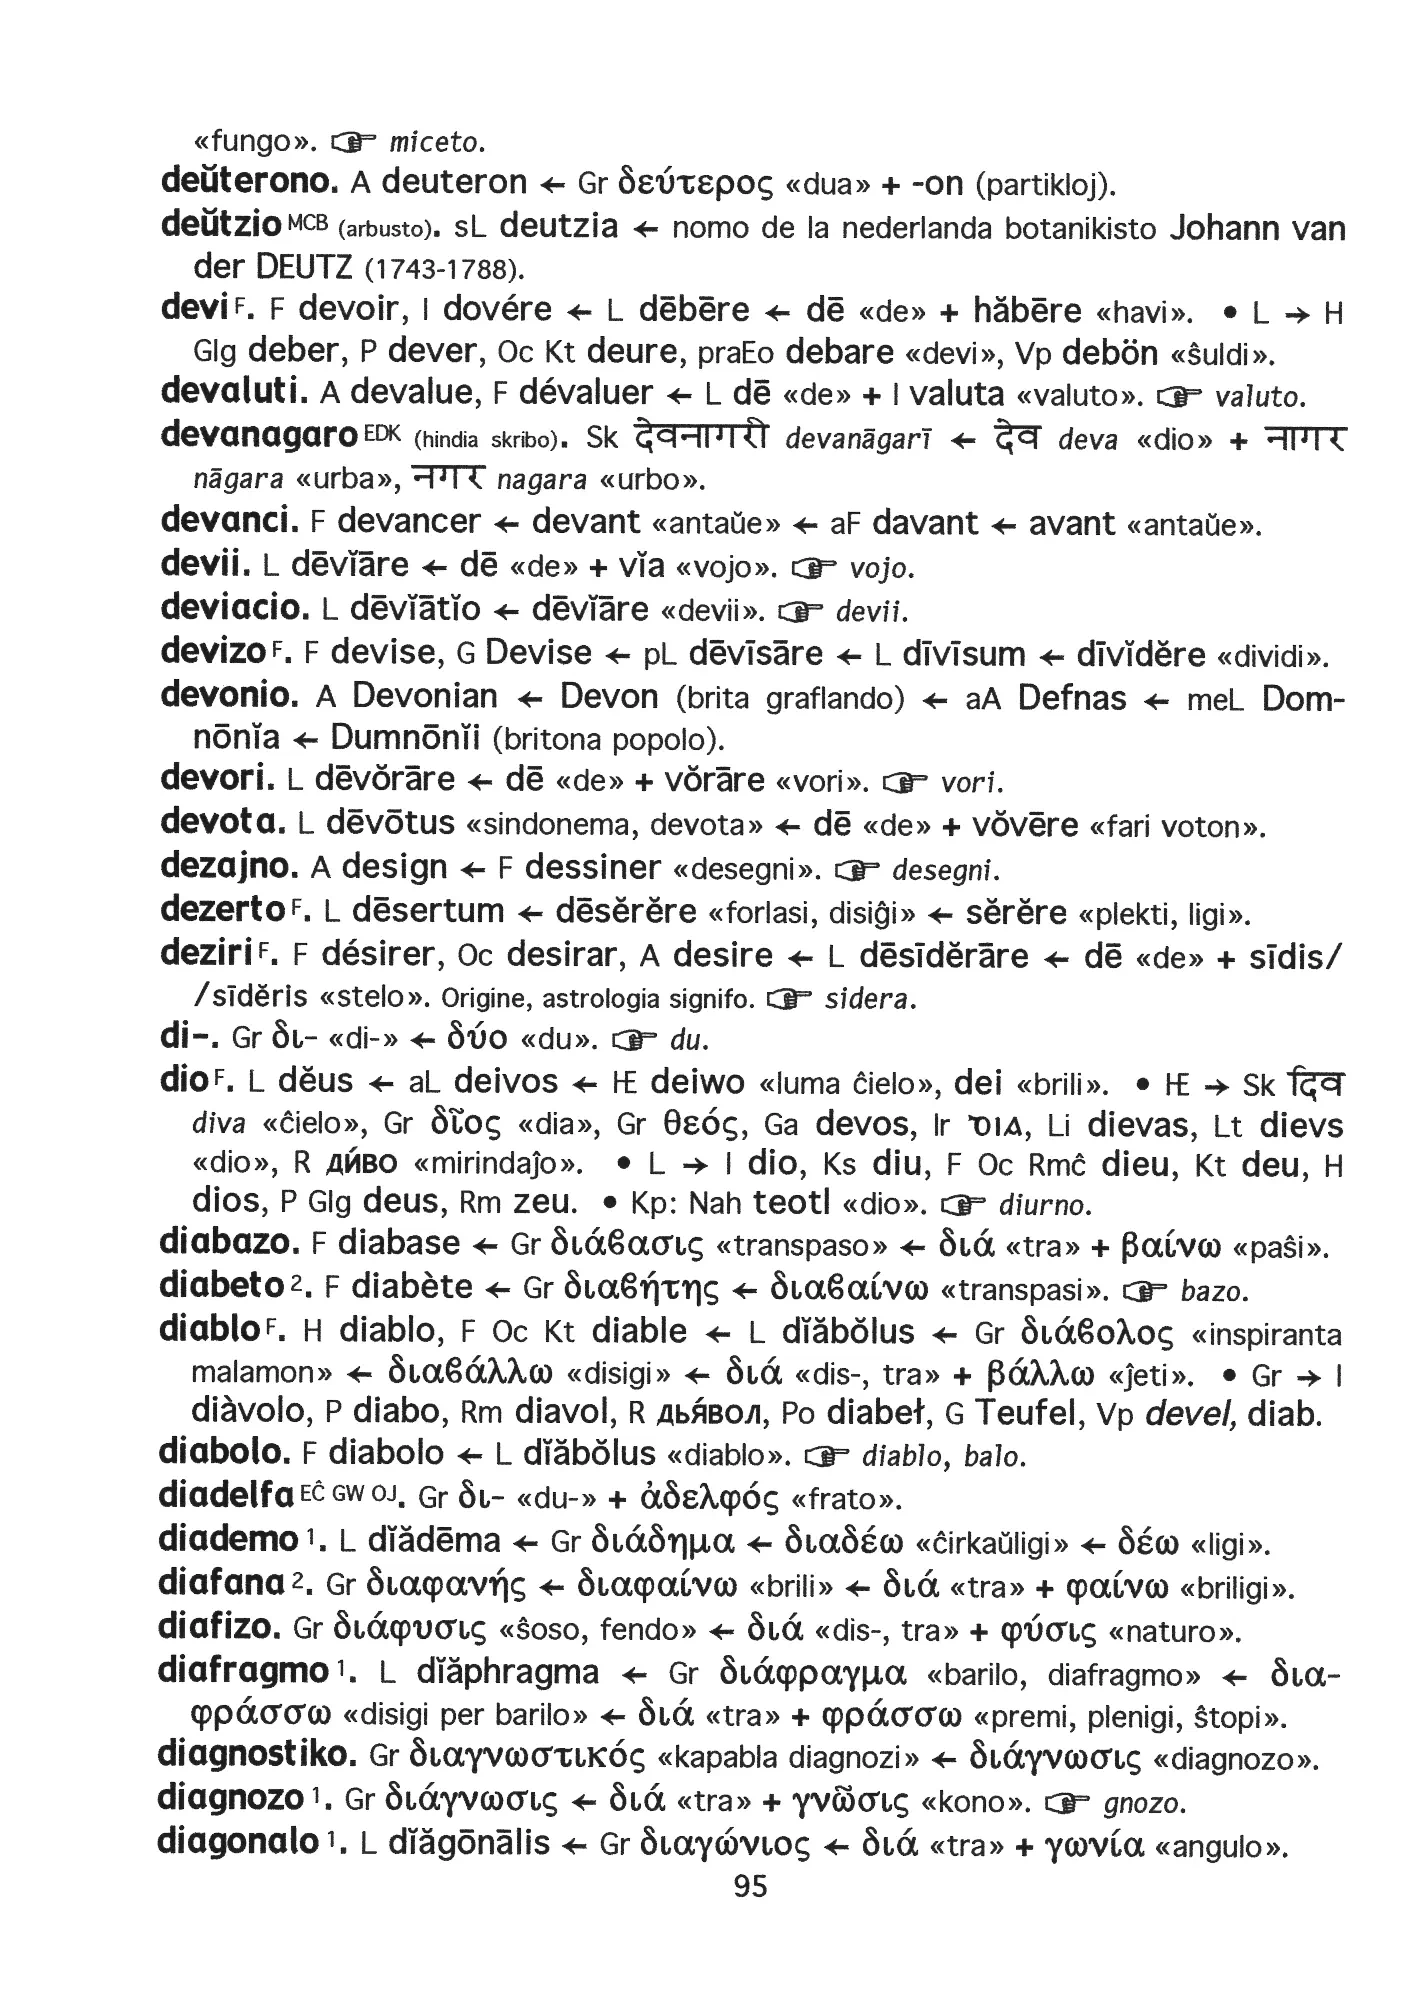 «fungo». ☞ miceto.
deŭterono. A deuteron ← Gr δεύτερος «dua» + -on (partikloj).
deŭtzio MCB (arbusto). sL deutzia ← nomo de la nederlanda botanikisto Johann van
der DEUTZ (1743-1788).
devi F. F devoir, I dovére ← L dēbēre ← dē «de» + hăbēre «havi». • L → H
Glg deber, P dever, Oc Kt deure, praEo debare «devi», Vp debön «ŝuldi».
devaluti. A devalue, F dévaluer ← L dē «de» + I valuta «valuto». ☞ valuto.
devanagaro EDK (hindia skribo). Sk देवनागरी devanāgarī ← देव deva «dio» + नागर
nāgara «urba», नगर nagara «urbo».
devanci. F devancer ← devant «antaŭe» ← aF davant ← avant «antaŭe».
devii. L dēvĭāre ← dē «de» + vĭa «vojo». ☞ vojo.
deviacio. L dēvĭātĭo ← dēvĭāre «devii». ☞ devii.
devizo F. F devise, G Devise ← pL dēvīsāre ← L dīvīsum ← dīvĭdĕre «dividi».
devonio. A Devonian ← Devon (brita graflando) ← aA Defnas ← meL Dom-
nōnĭa ← Dumnōnĭi (britona popolo).
devori. L dēvŏrāre ← dē «de» + vŏrāre «vori». ☞ vori.
devota. L dēvōtus «sindonema, devota» ← dē «de» + vŏvēre «fari voton».
dezajno. A design ← F dessiner «desegni». ☞ desegni.
dezerto F. L dēsertum ← dēsĕrĕre «forlasi, disiĝi» ← sĕrĕre «plekti, ligi».
deziri F. F désirer, Oc desirar, A desire ← L dēsīdĕrāre ← dē «de» + sīdis/
/sīdĕris «stelo». Origine, astrologia signifo. ☞ sidera.
di-. Gr δι- «di-» ← δύο «du». ☞ du.
dio F. L dĕus ← aL deivos ← IE deiwo «luma ĉielo», dei «brili». • IE → Sk दिव
diva «ĉielo», Gr δῖος «dia», Gr θεός, Ga devos, Ir ꝺıa, Li dievas, Lt dievs
«dio», R ди́во «mirindaĵo». • L → I dio, Ks diu, F Oc Rmĉ dieu, Kt deu, H
dios, P Glg deus, Rm zeu. • Kp: Nah teotl «dio». ☞ diurno.
diabazo. F diabase ← Gr διάϐασις «transpaso» ← διά «tra» + βαίνω «paŝi».
diabeto 2. F diabète ← Gr διαϐήτης ← διαϐαίνω «transpasi». ☞ bazo.
diablo F. H diablo, F Oc Kt diable ← L dĭăbŏlus ← Gr διάϐολος «inspiranta
malamon» ← διαϐάλλω «disigi» ← διά «dis-, tra» + βάλλω «ĵeti». • Gr → I
diàvolo, P diabo, Rm diavol, R дья́вол, Po diabeł, G Teufel, Vp devel, diab.
diabolo. F diabolo ← L dĭăbŏlus «diablo». ☞ diablo, balo.
diadelfa EĈ GW OJ. Gr δι- «du-» + ἀδελφός «frato».
diademo 1. L dĭădēma ← Gr διάδημα ← διαδέω «ĉirkaŭligi» ← δέω «ligi».
diafana 2. Gr διαφανής ← διαφαίνω «brili» ← διά «tra» + φαίνω «briligi».
diafizo. Gr διάφυσις «ŝoso, fendo» ← διά «dis-, tra» + φύσις «naturo».
diafragmo 1. L dĭăphragma ← Gr διάφραγμα «barilo, diafragmo» ← δια-
φράσσω «disigi per barilo» ← διά «tra» + φράσσω «premi, plenigi, ŝtopi».
diagnostiko. Gr διαγνωστικός «kapabla diagnozi» ← διάγνωσις «diagnozo».
diagnozo 1. Gr διάγνωσις ← διά «tra» + γνῶσις «kono». ☞ gnozo.
diagonalo 1. L dĭăgōnālis ← Gr διαγώνιος ← διά «tra» + γωνία «angulo».
95